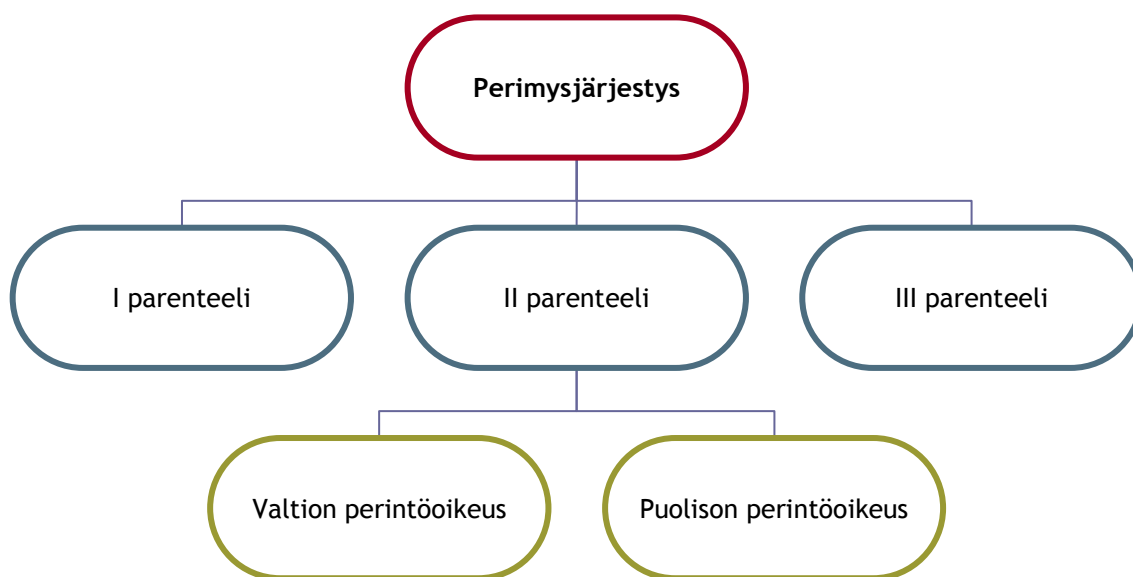 Perimysjärjestys
I parenteeli
II parenteeli
III parenteeli
Valtion perintöoikeus
Puolison perintöoikeus